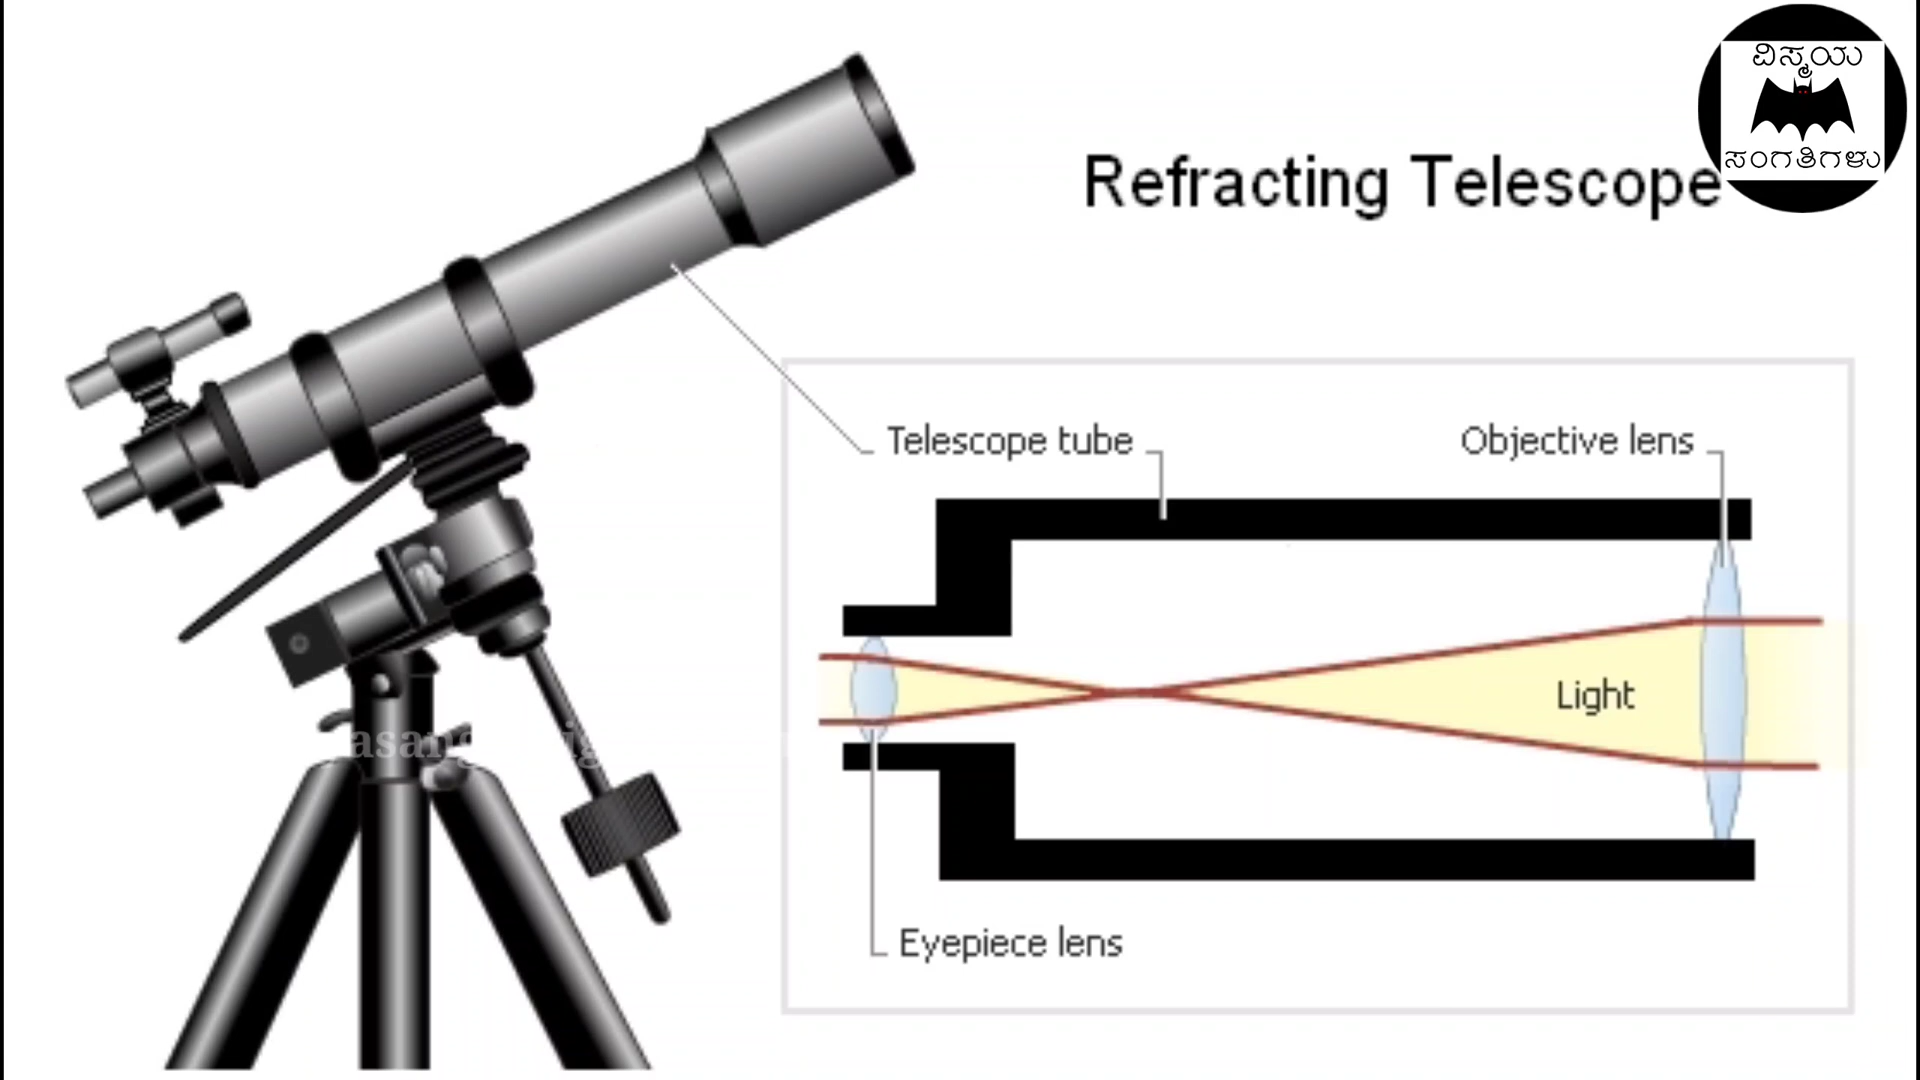 ವಿಸ್ಮಯ
ಸಂಗತಿಗಳು
Refracting Telescope
Telescope tube
Objective lens
Light
Eyepiece lens